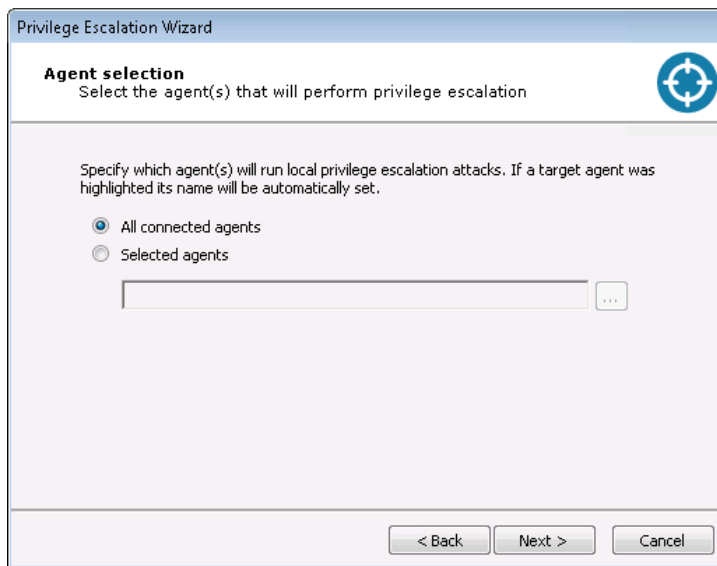 Privilege Escalation Wizard
Agent selection
Select the agent(s) that will perform privilege escalation
Specify which agent(s) will run local privilege escalation attacks. If a target agent was
highlighted its name will be automatically set.
All connected agents
Selected agents
...
< Back
Next >
Cancel